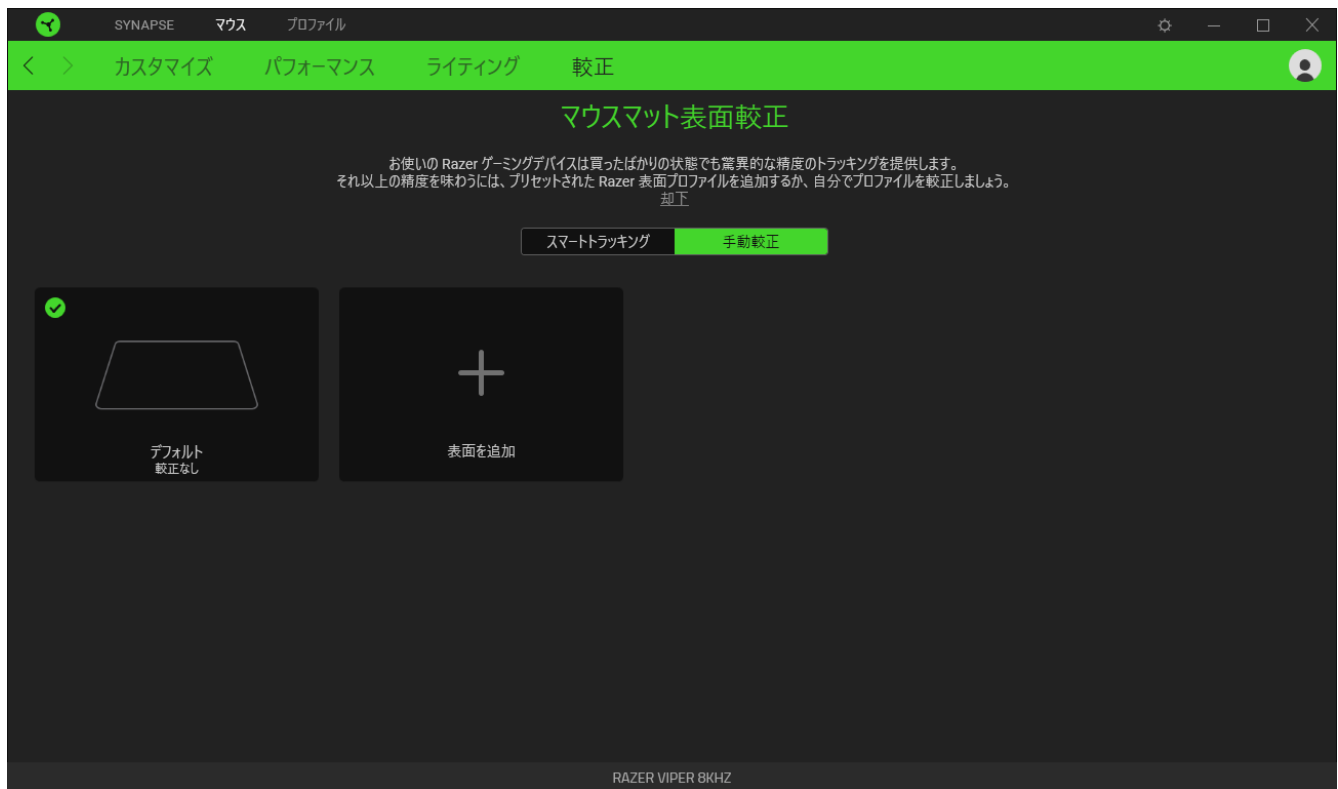 SYNAPSE マウス プロファイル
カスタマイズ パフォーマンス ライティング 較正
マウスマット表面較正
お使いの Razer ゲーミングデバイスは買ったばかりの状態でも驚異的な精度のトラッキングを提供します。
それ以上の精度を味わうには、プリセットされた Razer 表面プロファイルを追加するか、自分でプロファイルを較正しましょう。
却下
スマートトラッキング 手動較正
デフォルト
較正なし
表面を追加
RAZER VIPER 8KHZ